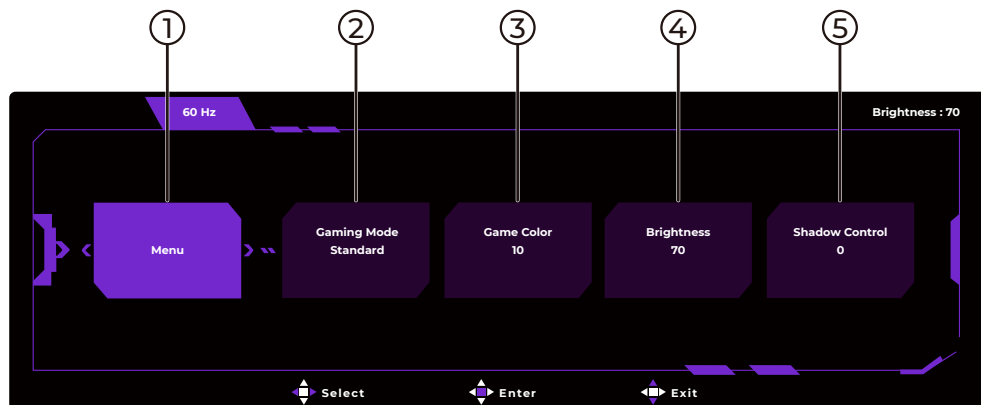 ① ② ③ ④ ⑤
60 Hz
Brightness : 70
Menu
Gaming Mode
Standard
Game Color
10
Brightness
70
Shadow Control
0
Select
Enter
Exit